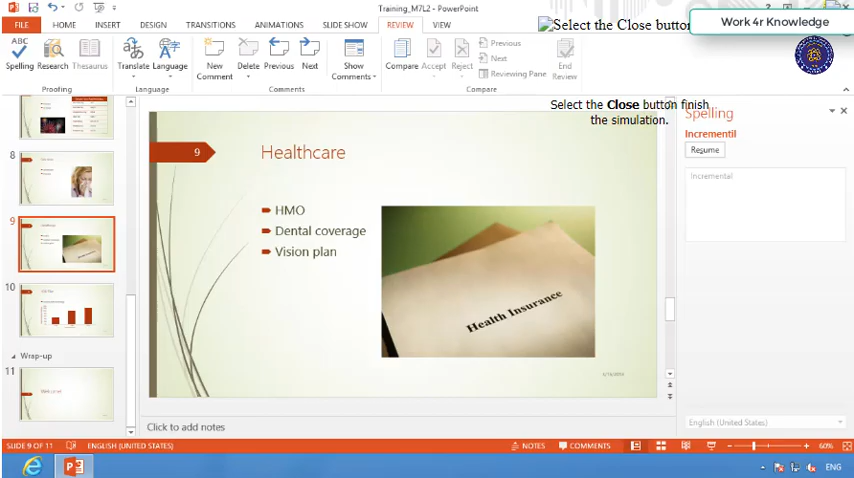 Training_M7L2 - PowerPoint
FILE HOME INSERT DESIGN TRANSITIONS ANIMATIONS SLIDE SHOW REVIEW VIEW
Select the Close button
Work 4r Knowledge
Spelling Research Thesaurus
Translate Language
New Comment Delete Previous Next Show Comments
Compare Accept Reject
Previous
Next
Reviewing Pane
End Review
Proofing Language Comments Compare
Select the Close button finish
the simulation.
Spelling
Incrementil
Resume
Incremental
English (United States)
8
9
10
Wrap-up
11
Welcome!
9
Healthcare
HMO
Dental coverage
Vision plan
Health Insurance
Click to add notes
SLIDE 9 OF 11 ENGLISH (UNITED STATES) NOTES COMMENTS 60%
ENG